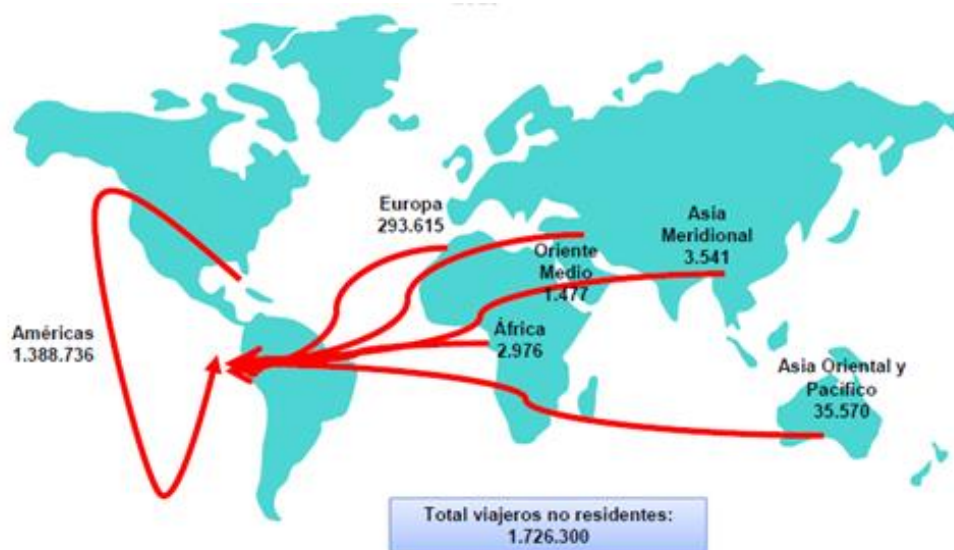 Europa
293.615
Asia
Meridional
3.541
Oriente
Medio
1.477
Américas
1.388.736
África
2.976
Asia Oriental y
Pacífico
35.570
Total viajeros no residentes:
1.726.300